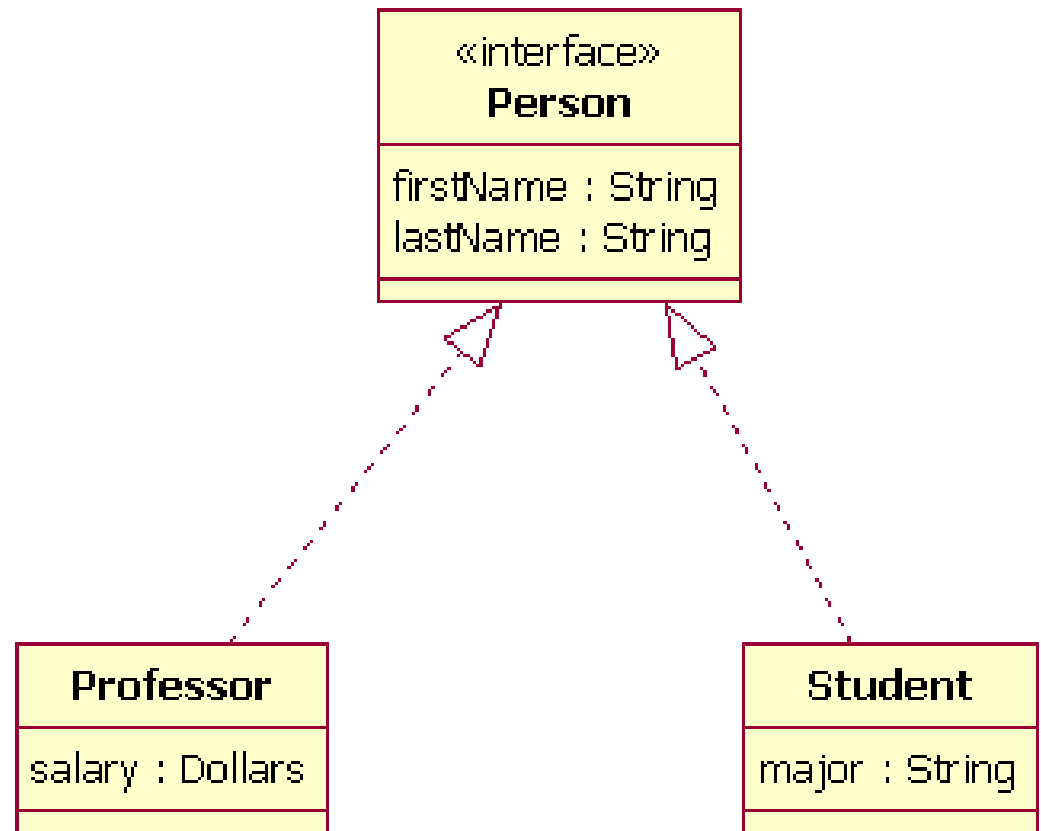 «interface»
Person
firstName : String
lastName : String
Professor
salary : Dollars
Student
major : String